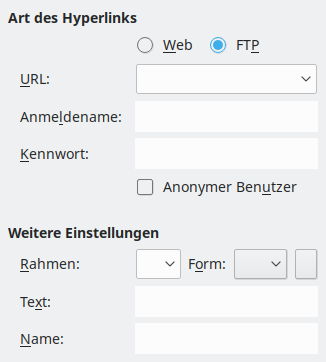 Art des Hyperlinks
Web FTP
URL:
Anmeldename:
Kennwort:
Anonymer Benutzer
Weitere Einstellungen
Rahmen: Form:
Text:
Name: